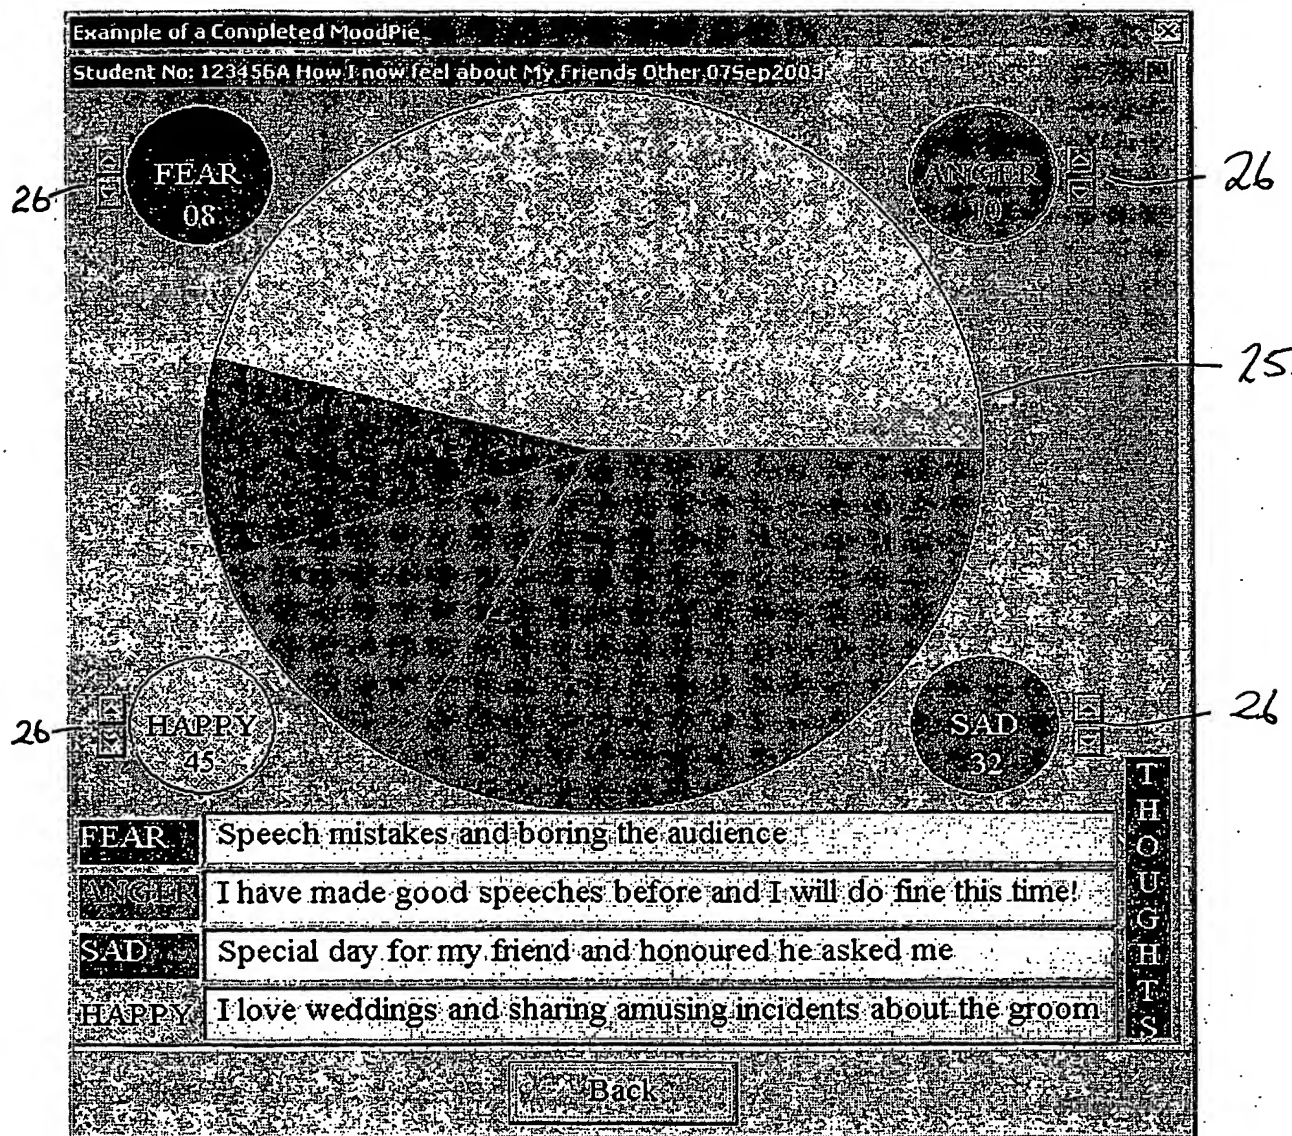 Example of a Completed MoodPie
Student No: 123456A How I now feel about My Friends Other 07Sep2003
FEAR
08
ANGER
10
26
26
25
HAPPY
45
SAD
32
26
26
THOUGHTS
FEAR Speech mistakes and boring the audience
ANGER I have made good speeches before and I will do fine this time!
SAD Special day for my friend and honoured he asked me
HAPPY I love weddings and sharing amusing incidents about the groom
Back